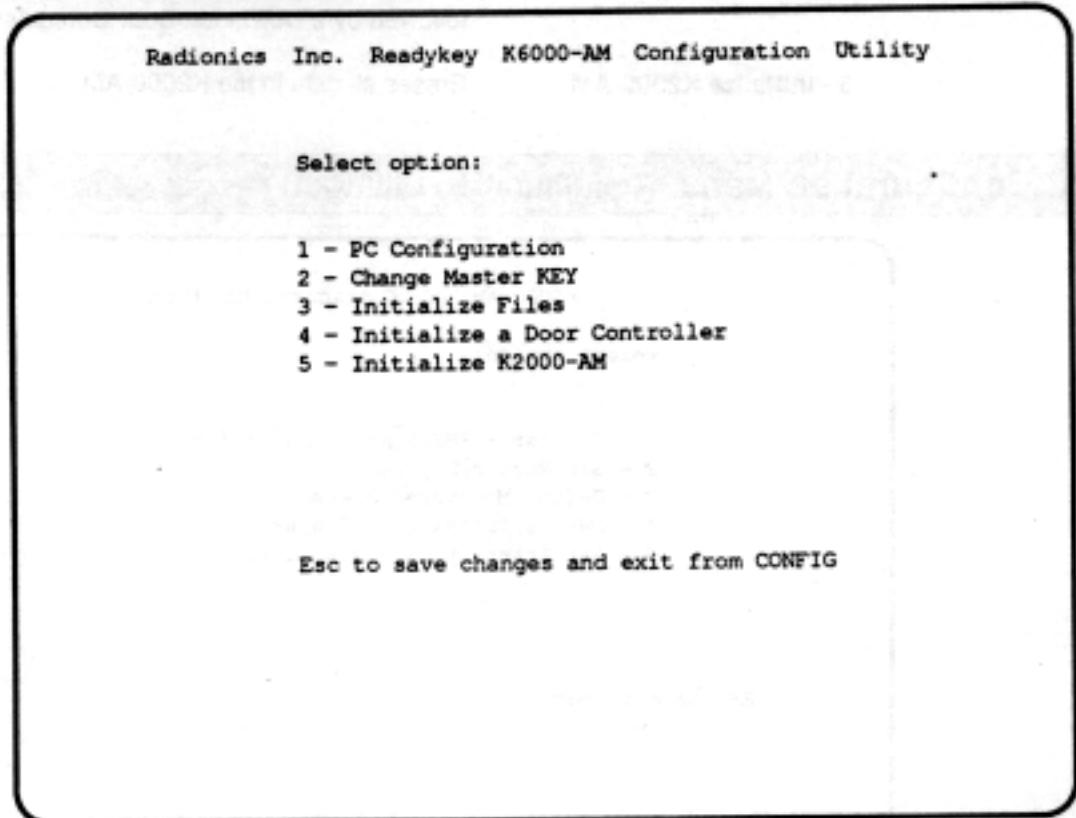 Radionics Inc. Readykey K6000-AM Configuration Utility
Select option:
1 - PC Configuration
2 - Change Master KEY
3 - Initialize Files
4 - Initialize a Door Controller
5 - Initialize K2000-AM
Esc to save changes and exit from CONFIG